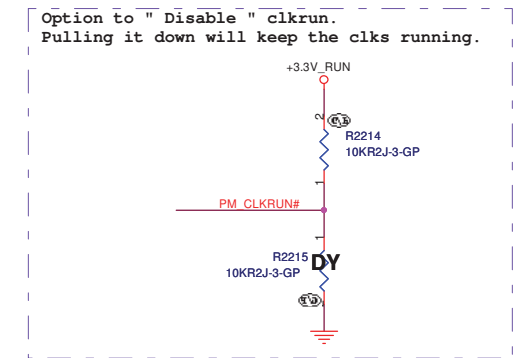 Option to " Disable " clkrun.
Pulling it down will keep the clks running.
+3.3V_RUN
2
R2214
10KR2J-3-GP
1
PM_CLKRUN#
1
R2215
DY
10KR2J-3-GP